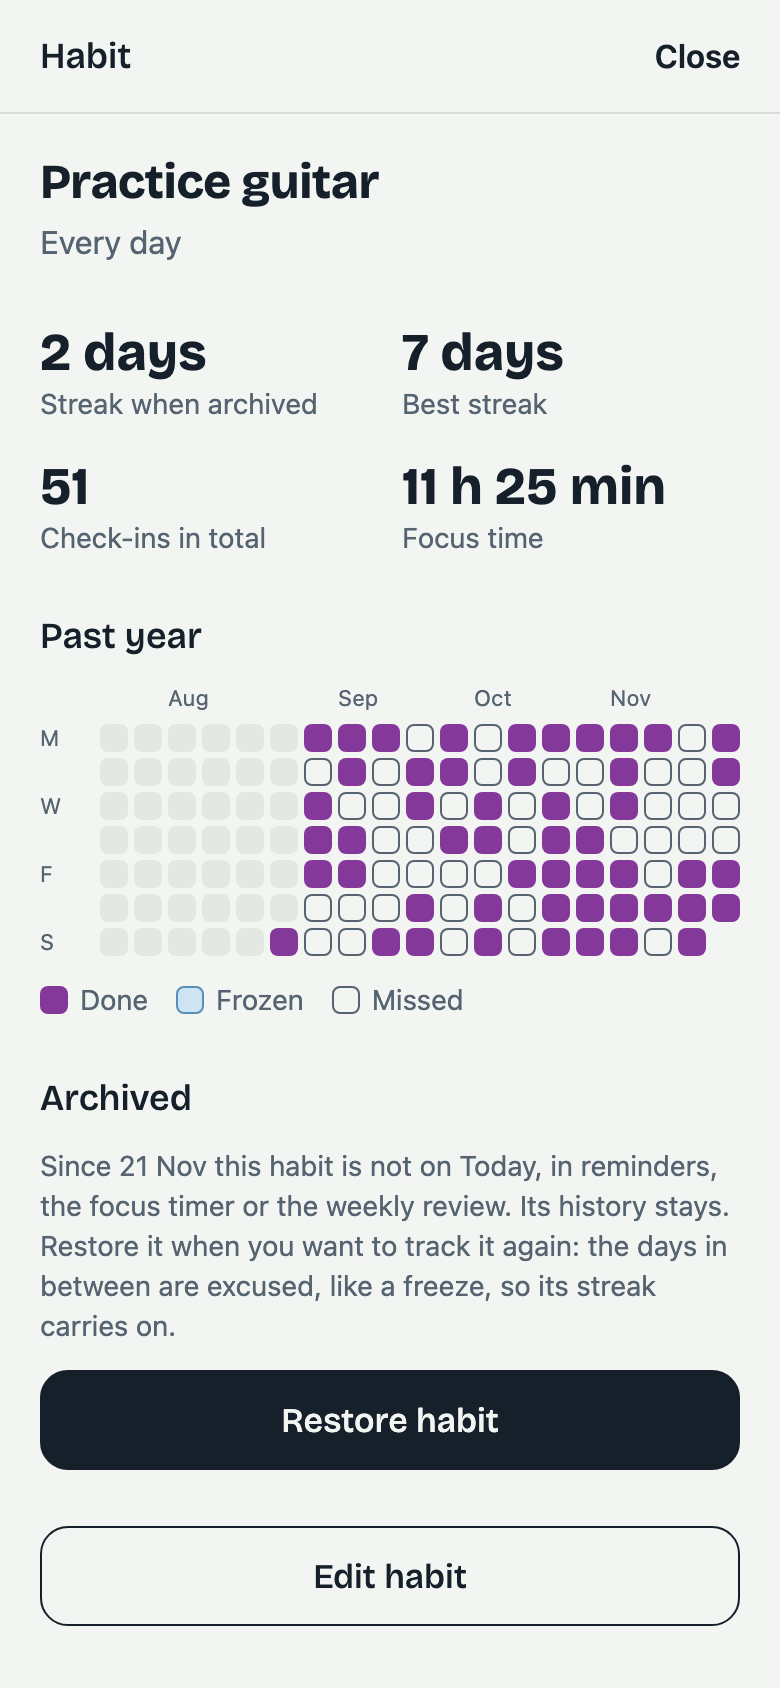 Habit
Close
Practice guitar
Every day
2 days
7 days
Streak when archived
Best streak
51
11 h 25 min
Check-ins in total
Focus time
Past year
Aug Sep Oct Nov
M
W
F
S
Done Frozen Missed
Archived
Since 21 Nov this habit is not on Today, in reminders,
the focus timer or the weekly review. Its history stays.
Restore it when you want to track it again: the days in
between are excused, like a freeze, so its streak
carries on.
Restore habit
Edit habit